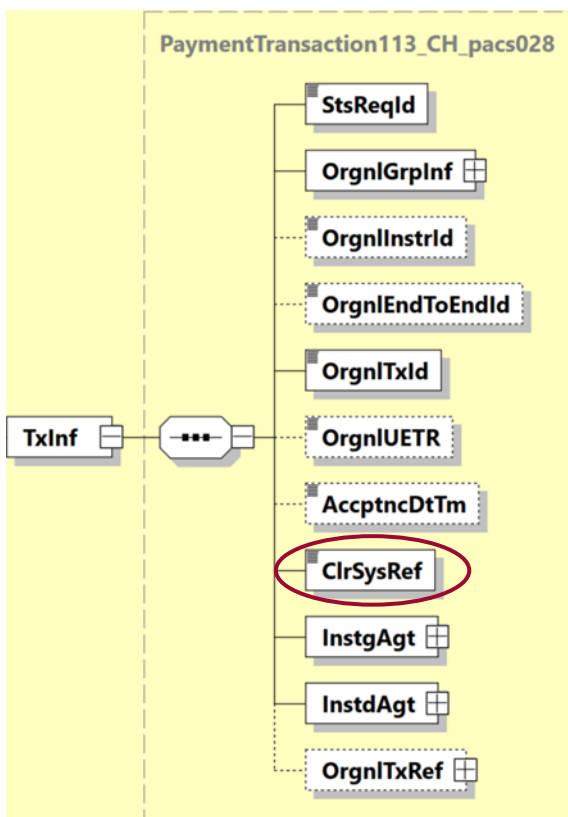 PaymentTransaction113_CH_pacs028
StsReqId
OrgnlGrpInf
OrgnlInstrId
OrgnlEndToEndId
OrgnlTxId
TxInf
OrgnlUETR
AccptncDtTm
ClrSysRef
InstgAgt
InstdAgt
OrgnlTxRef